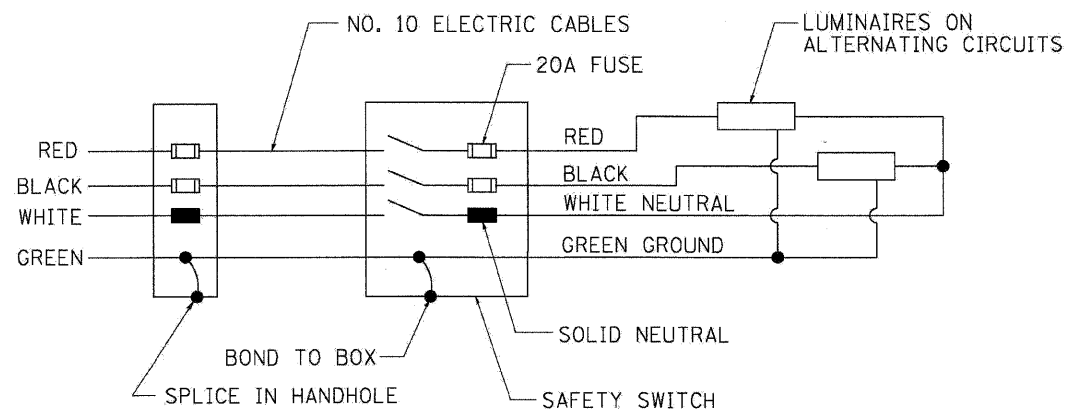 NO. 10 ELECTRIC CABLES
LUMINAIRES ON
ALTERNATING CIRCUITS
20A FUSE
RED
RED
BLACK
BLACK
WHITE
WHITE NEUTRAL
GREEN
GREEN GROUND
SOLID NEUTRAL
BOND TO BOX
SPLICE IN HANDHOLE
SAFETY SWITCH